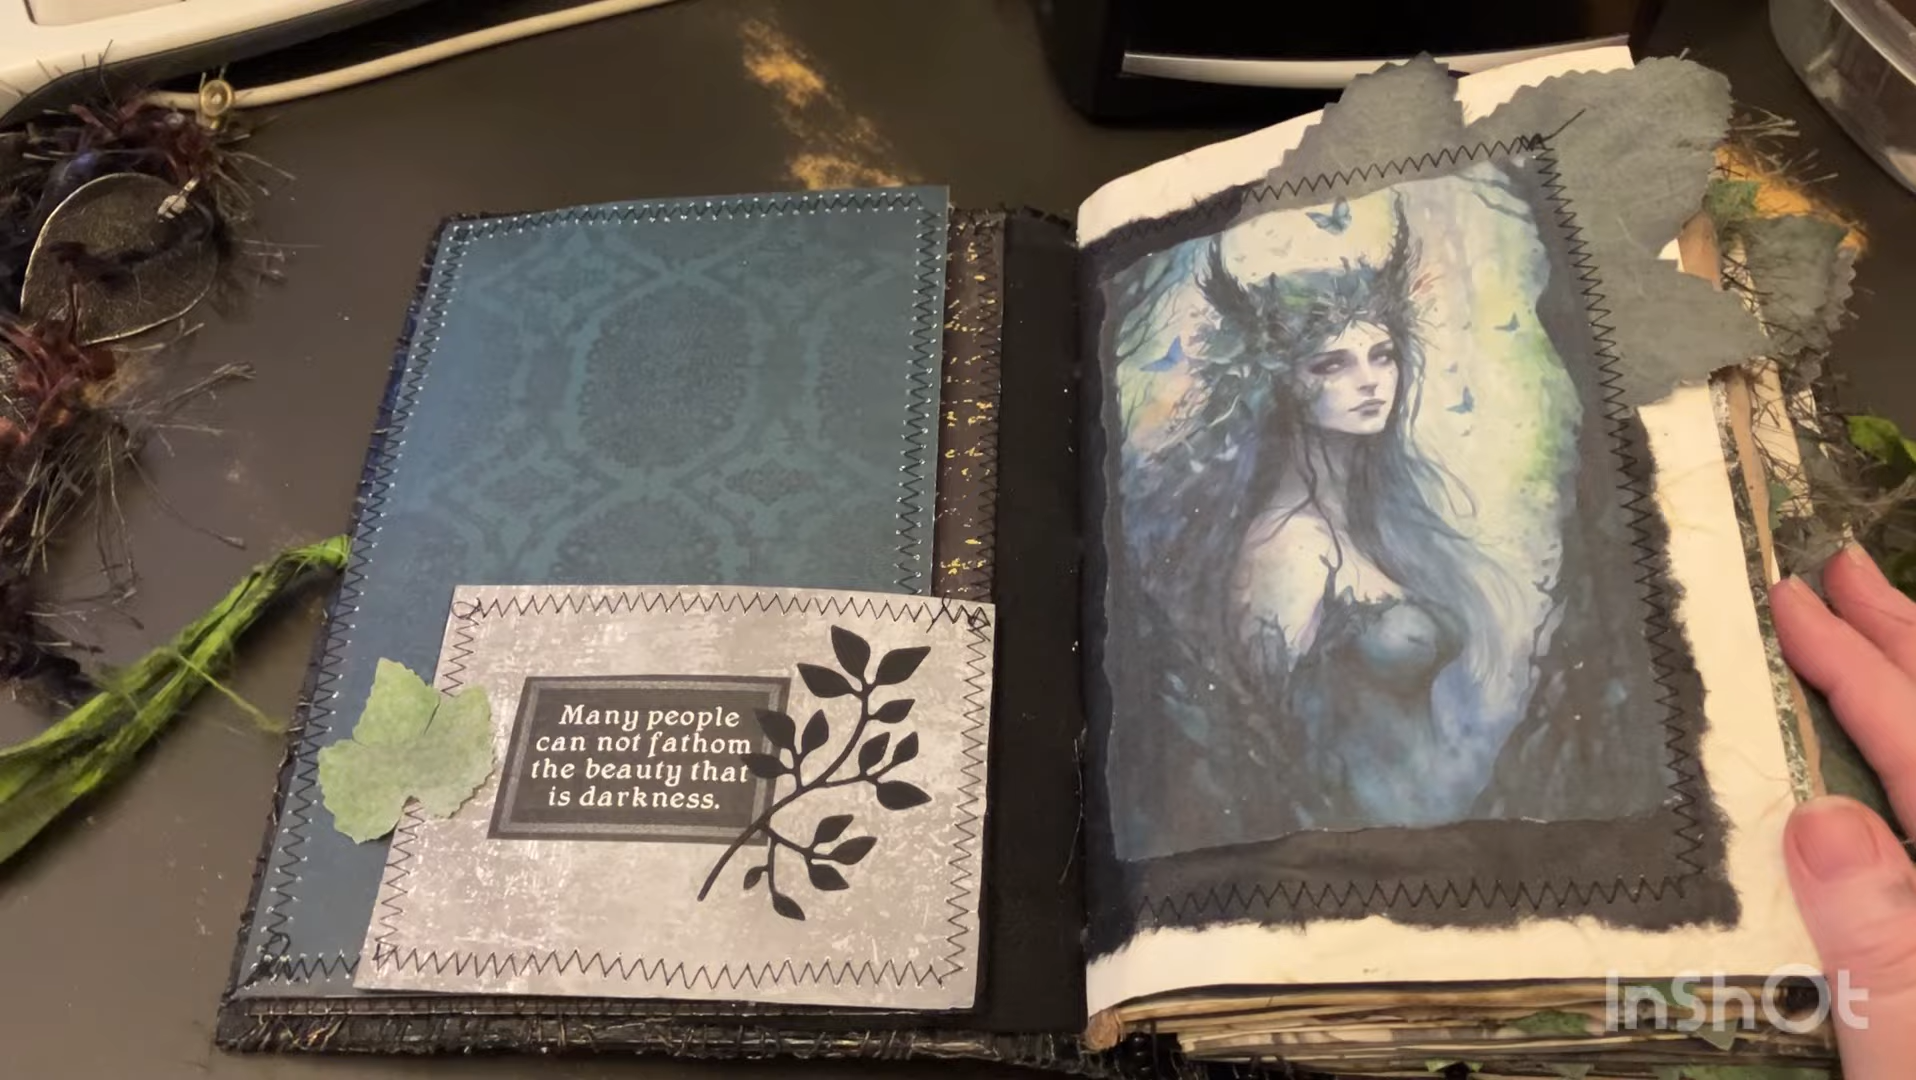 Many people
can not fathom
the beauty that
is darkness.
InShOt